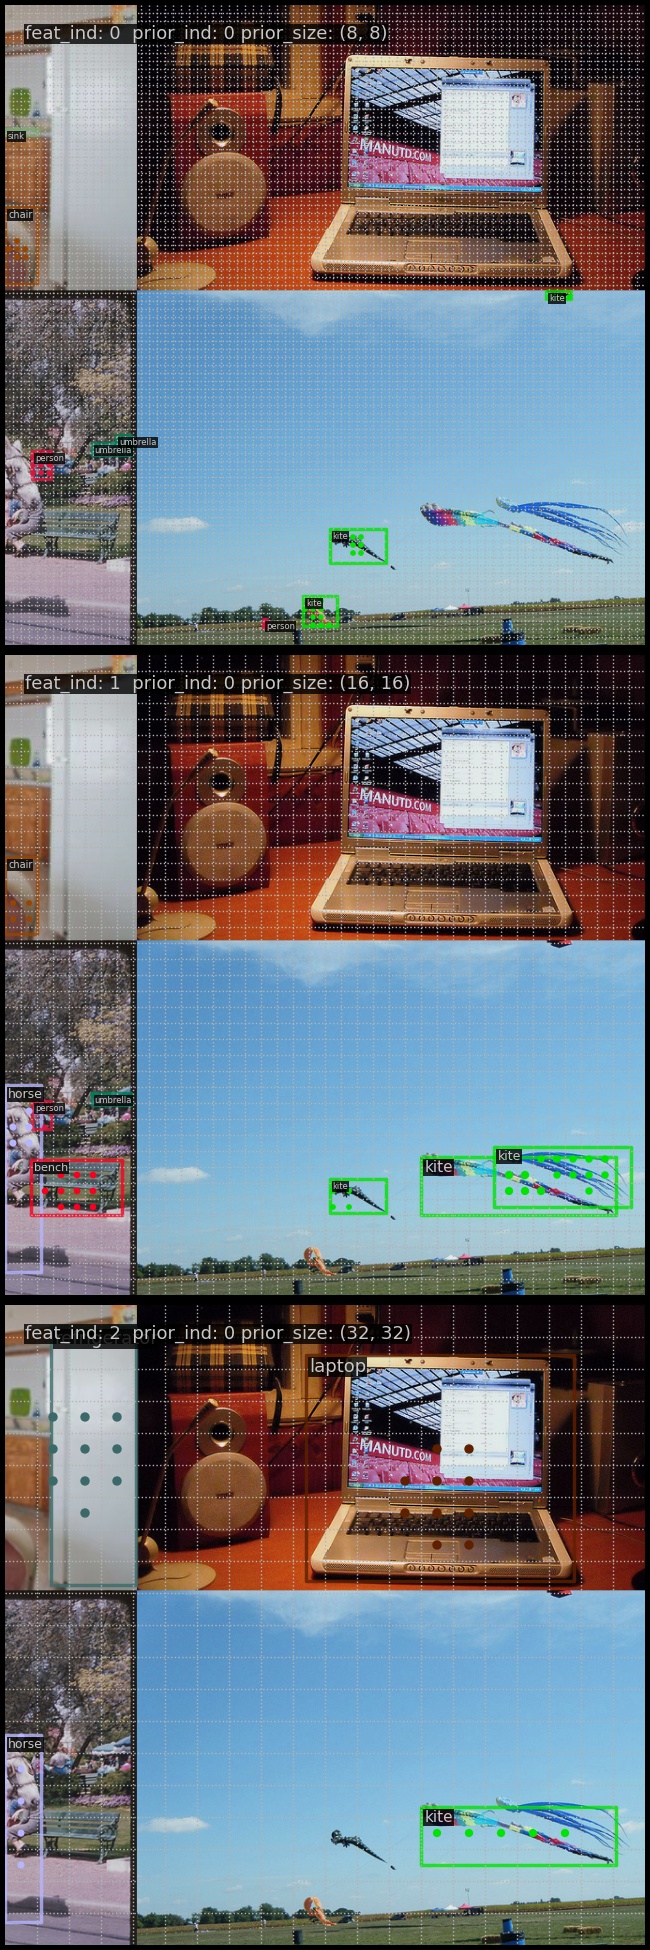 feat_ind: 0  prior_ind: 0 prior_size: (8, 8)
sink
MANUTD.COM
chair
kite
umbrella
umbrella
person
kite
kite
person
feat_ind: 1  prior_ind: 0 prior_size: (16, 16)
MANUTD.COM
chair
horse
umbrella
person
kite
bench
kite
kite
feat_ind: 2  prior_ind: 0 prior_size: (32, 32)
laptop
MANUTD.COM
horse
kite